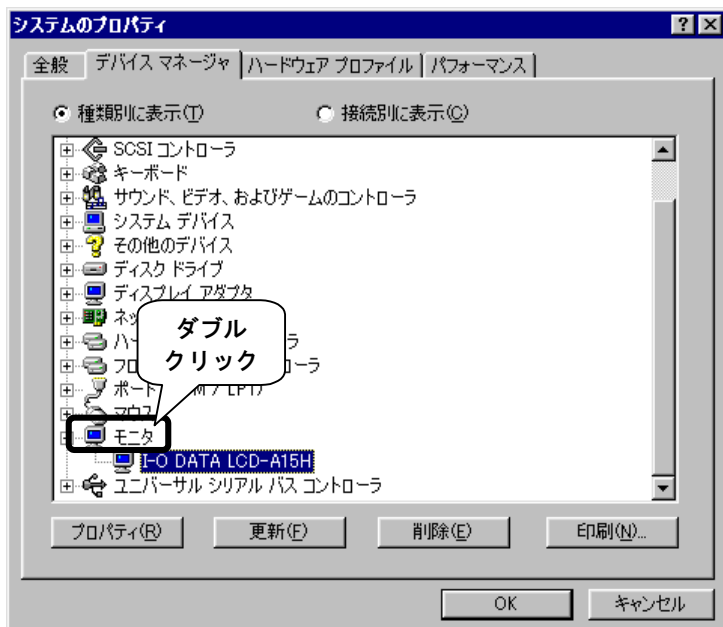 システムのプロパティ
全般 デバイス マネージャ ハードウェア プロファイル パフォーマンス
種類別に表示(T) 接続別に表示(C)
SCSI コントローラ
キーボード
サウンド、ビデオ、およびゲームのコントローラ
システム デバイス
その他のデバイス
ディスク ドライブ
ディスプレイ アダプタ
ダブル
クリック
マウス
モニタ
I-O DATA LCD-A15H
ユニバーサル シリアル バス コントローラ
プロパティ(R) 更新(F) 削除(E) 印刷(N)...
OK キャンセル